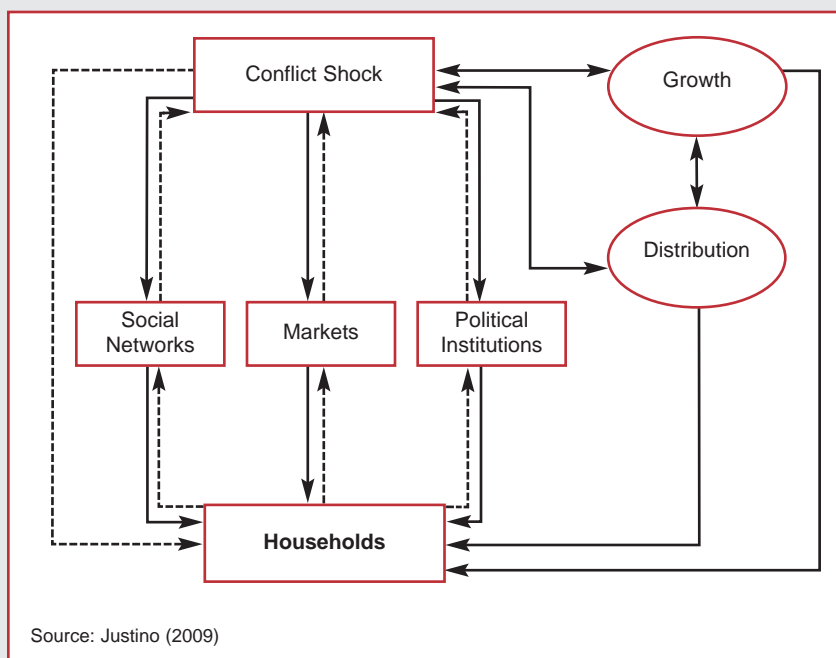 Conflict Shock
Growth
Distribution
Social
Networks
Markets
Political
Institutions
Households
Source: Justino (2009)